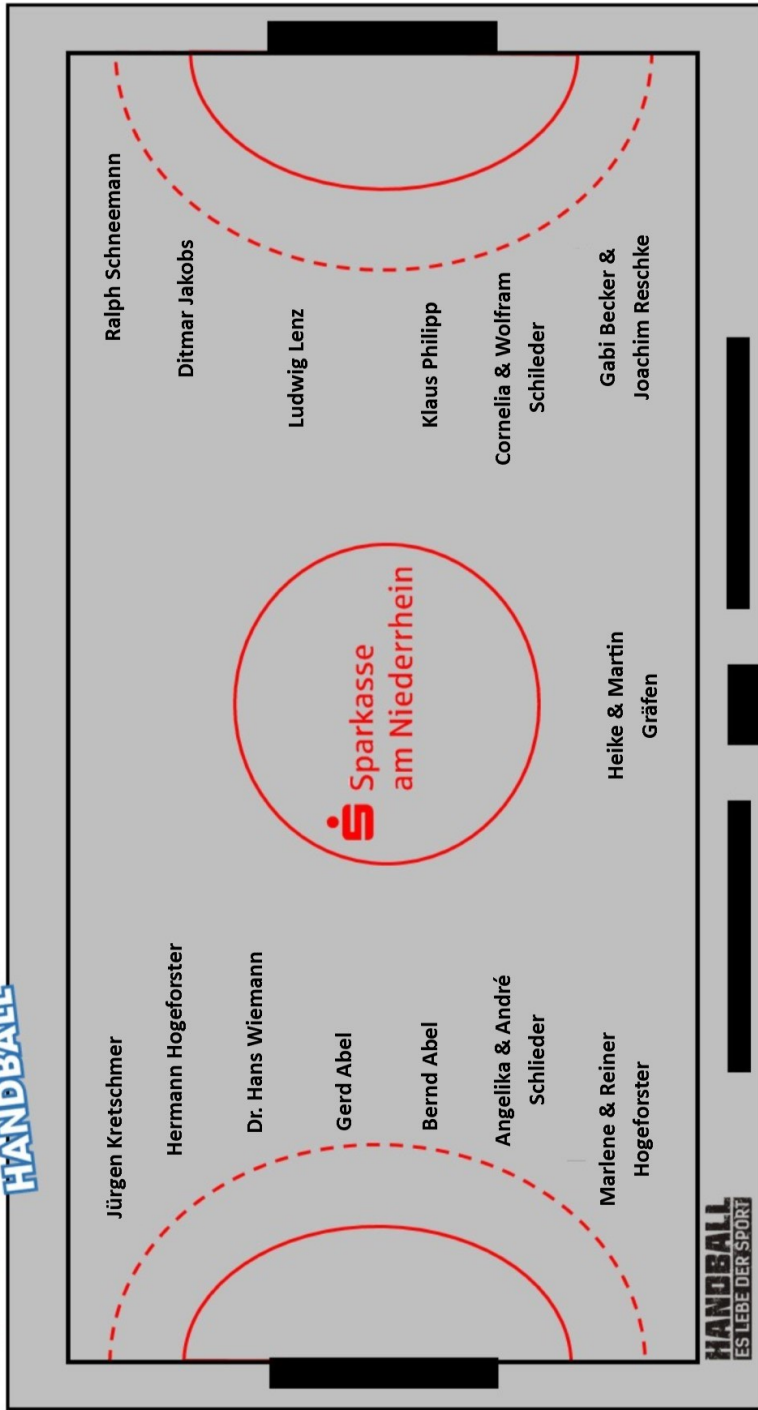 HANDBALL
Jürgen Kretschmer
Hermann Hogeforster
Dr. Hans Wiemann
Gerd Abel
Bernd Abel
Angelika & André
Schlieder
Marlene & Reiner
Hogeforster
Sparkasse
am Niederrhein
Heike & Martin
Gräfen
Ralph Schneemann
Ditmar Jakobs
Ludwig Lenz
Klaus Philipp
Cornelia & Wolfram
Schileder
Gabi Becker &
Joachim Reschke
HANDBALL
ES LEBE DER SPORT